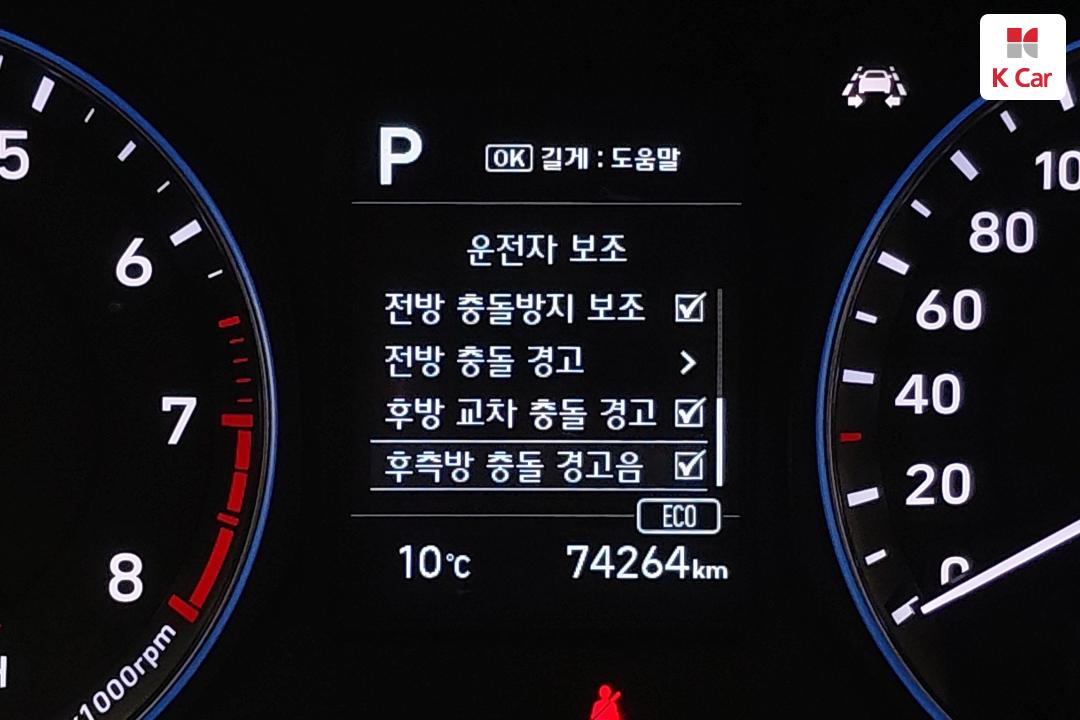 K Car
P
OK 길게 : 도움말
운전자 보조
전방 충돌방지 보조
전방 충돌 경고
후방 교차 충돌 경고
후측방 충돌 경고음
ECO
10℃ 74264km
5
6
7
8
1000rpm
80
60
40
20
0